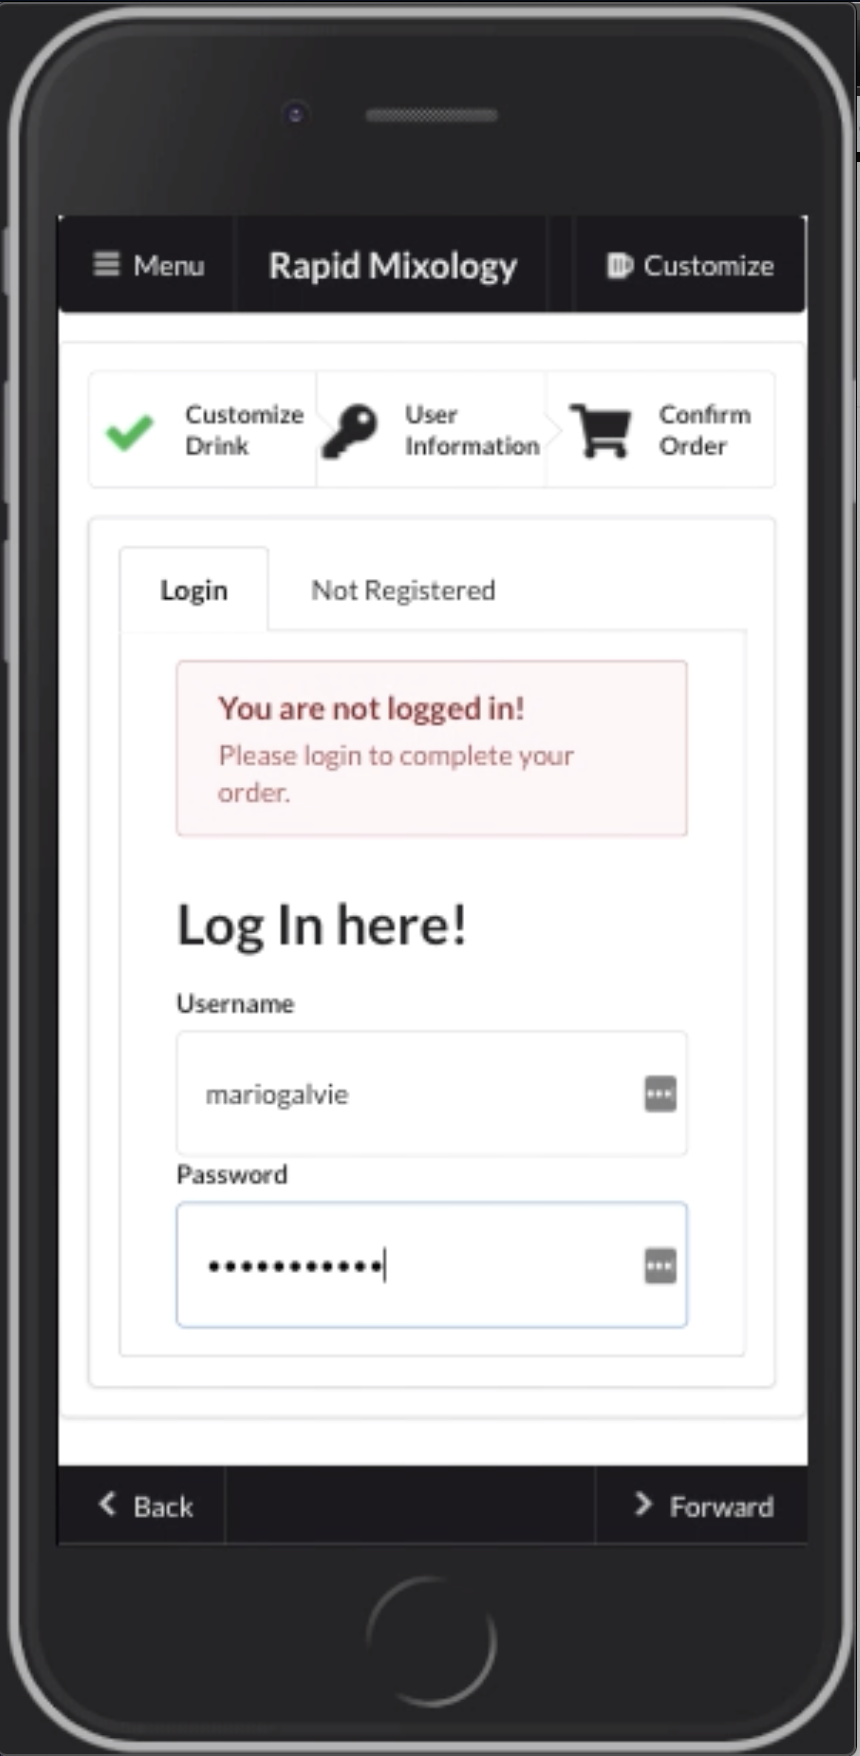 Menu
Rapid Mixology
Customize
Customize
Drink
User
Information
Confirm
Order
Login
Not Registered
You are not logged in!
Please login to complete your
order.
Log In here!
Username
mariogalvie
Password
•••••••••••
Back
Forward